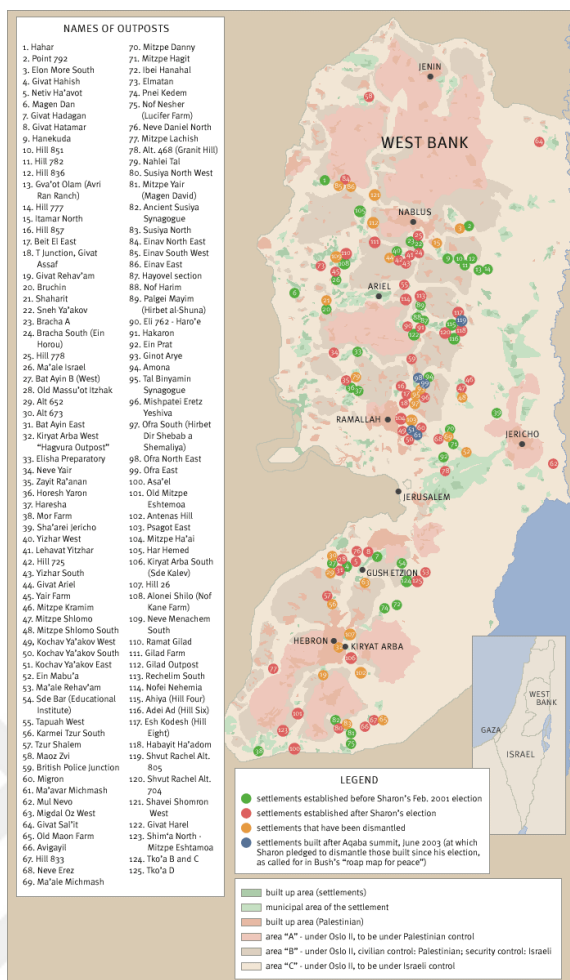 NAMES OF OUTPOSTS
1. Hahar
2. Point 792
3. Elon More South
4. Givat Hahish
5. Netiv Ha'avot
6. Magen Dan
7. Givat Hadagan
8. Givat Hatamar
9. Hanekuda
10. Hill 851
11. Hill 782
12. Hill 836
13. Gva'ot Olam (Avri
Ran Ranch)
14. Hill 777
15. Itamar North
16. Hill 857
17. Beit El East
18. T Junction, Givat
Assaf
19. Givat Rehav'am
20. Bruchin
21. Shaharit
22. Sneh Ya'akov
23. Bracha A
24. Bracha South (Ein
Horou)
25. Hill 778
26. Ma'ale Israel
27. Bat Ayin B (West)
28. Old Massu'ot Itzhak
29. Alt 652
30. Alt 673
31. Bat Ayin East
32. Kiryat Arba West
"Hagvura Outpost"
33. Elisha Preparatory
34. Neve Yair
35. Zayit Ra'anan
36. Horesh Yaron
37. Haresha
38. Mor Farm
39. Sha'arei Jericho
40. Yizhar West
41. Lehavat Yitzhar
42. Hill 725
43. Yizhar South
44. Givat Ariel
45. Yair Farm
46. Mitzpe Kramim
47. Mitzpe Shlomo
48. Mitzpe Shlomo South
49. Kochav Ya'akov West
50. Kochav Ya'akov South
51. Kochav Ya'akov East
52. Ein Mabu'a
53. Ma'ale Rehav'am
54. Sde Bar (Educational
Institute)
55. Tapuah West
56. Karmei Tzur South
57. Tzur Shalem
58. Maoz Zvi
59. British Police Junction
60. Migron
61. Ma'avar Michmash
62. Mul Nevo
63. Migdal Oz West
64. Givat Sal'it
65. Old Maon Farm
66. Avigayil
67. Hill 833
68. Neve Erez
69. Ma'ale Michmash
70. Mitzpe Danny
71. Mitzpe Hagit
72. Ibei Hanahal
73. Elmatan
74. Pnei Kedem
75. Nof Nesher
(Lucifer Farm)
76. Neve Daniel North
77. Mitzpe Lachish
78. Alt. 468 (Granit Hill)
79. Nahlei Tal
80. Susiya North West
81. Mitzpe Yair
(Magen David)
82. Ancient Susiya
Synagogue
83. Susiya North
84. Einav North East
85. Einav South West
86. Einav East
87. Hayovel section
88. Nof Harim
89. Palgei Mayim
(Hirbet al-Shuna)
90. Eli 762 - Haro'e
91. Hakaron
92. Ein Prat
93. Ginot Arye
94. Amona
95. Tal Binyamin
Synagogue
96. Mishpatei Eretz
Yeshiva
97. Ofra South (Hirbet
Dir Shebab a
Shemaliya)
98. Ofra North East
99. Ofra East
100. Asa'el
101. Old Mitzpe
Eshtemoa
102. Antenas Hill
103. Psagot East
104. Mitzpe Ha'ai
105. Har Hemed
106. Kiryat Arba South
(Sde Kalev)
107. Hill 26
108. Alonei Shilo (Nof
Kane Farm)
109. Neve Menachem
South
110. Ramat Gilad
111. Gilad Farm
112. Gilad Outpost
113. Rechelim South
114. Nofei Nehemia
115. Ahiya (Hill Four)
116. Adei Ad (Hill Six)
117. Esh Kodesh (Hill
Eight)
118. Habayit Ha'adom
119. Shvut Rachel Alt.
805
120. Shvut Rachel Alt.
704
121. Shavei Shomron
West
122. Givat Harel
123. Shim'a North -
Mitzpe Eshtamoa
124. Tko'a B and C
125. Tko'a D
JENIN
WEST BANK
NABLUS
ARIEL
RAMALLAH
JERICHO
JERUSALEM
GUSH ETZION
HEBRON
KIRYAT ARBA
WEST
BANK
GAZA
ISRAEL
LEGEND
settlements established before Sharon's Feb. 2001 election
settlements established after Sharon's election
settlements that have been dismantled
settlements built after Aqaba summit, June 2003 (at which
Sharon pledged to dismantle those built since his election,
as called for in Bush's "roap map for peace")
built up area (settlements)
municipal area of the settlement
built up area (Palestinian)
area "A" - under Oslo II, to be under Palestinian control
area "B" - under Oslo II, civilian control: Palestinian; security control: Israeli
area "C" - under Oslo II, to be under Israeli control